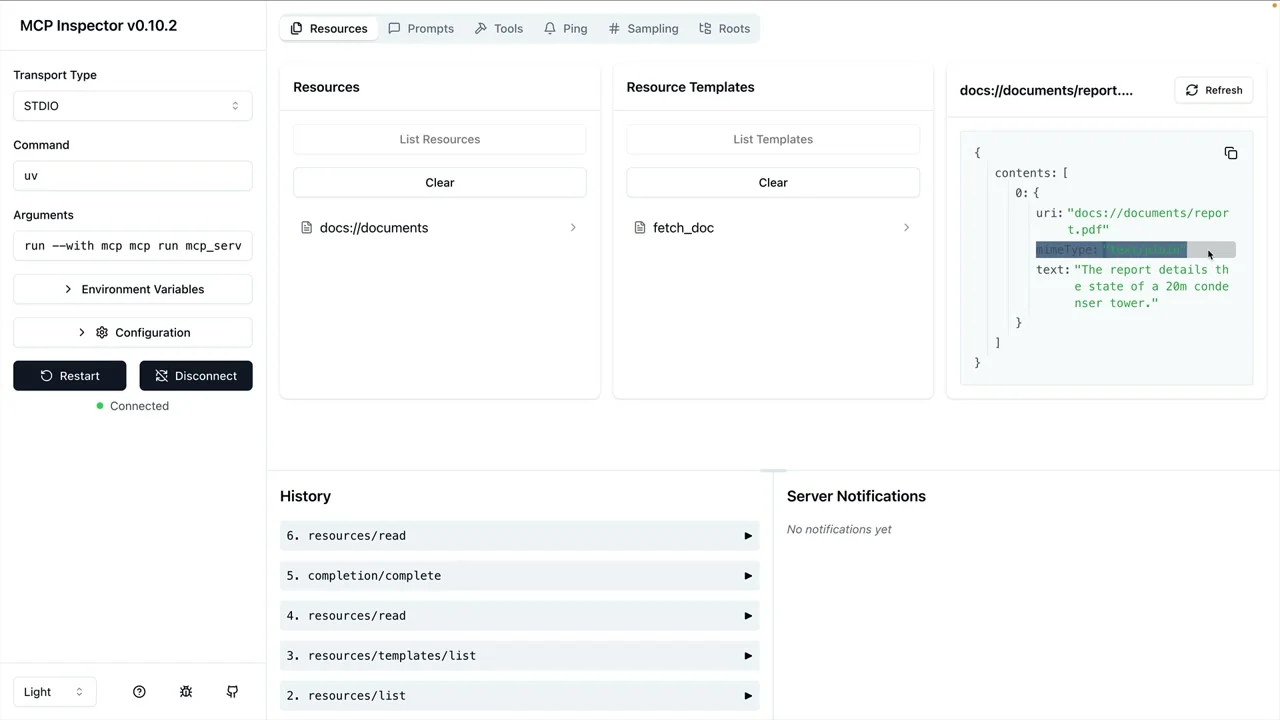 MCP Inspector v0.10.2
Transport Type
STDIO
Command
uv
Arguments
run --with mcp mcp run mcp_serv
Environment Variables
Configuration
Restart
Disconnect
Connected
Light
Resources
Prompts
Tools
Ping
Sampling
Roots
Resources
List Resources
Clear
docs://documents
Resource Templates
List Templates
Clear
fetch_doc
docs://documents/report....
Refresh
{
contents: [
0: {
uri: "docs://documents/repor
t.pdf"
mimeType: "text/plain"
text: "The report details th
e state of a 20m conde
nser tower."
}
]
}
History
6. resources/read
5. completion/complete
4. resources/read
3. resources/templates/list
2. resources/list
Server Notifications
No notifications yet